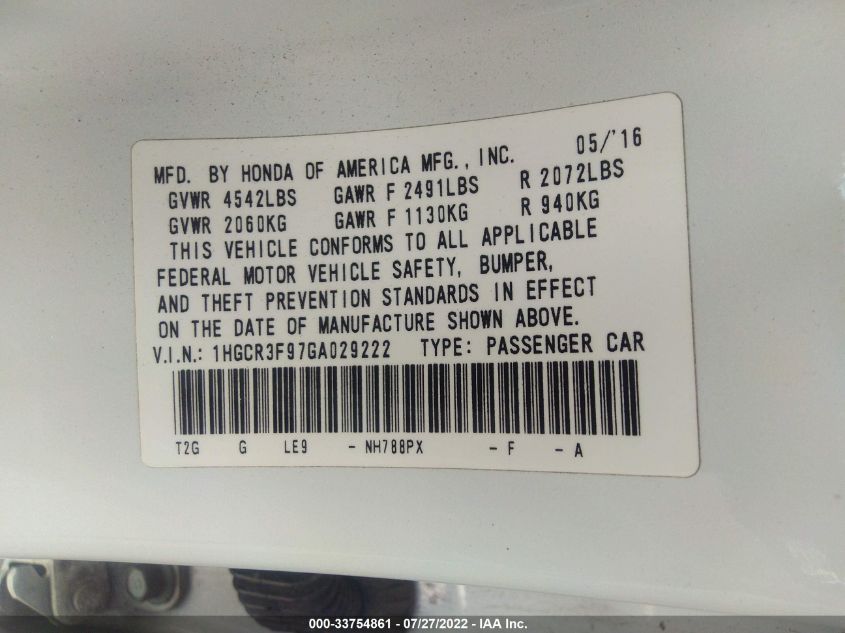 MFD. BY HONDA OF AMERICA MFG., INC. 05/'16
GVWR 4542LBS GAWR F 2491LBS R 2072LBS
GVWR 2060KG GAWR F 1130KG R 940KG
THIS VEHICLE CONFORMS TO ALL APPLICABLE
FEDERAL MOTOR VEHICLE SAFETY, BUMPER,
AND THEFT PREVENTION STANDARDS IN EFFECT
ON THE DATE OF MANUFACTURE SHOWN ABOVE.
V.I.N.: 1HGCR3F97GA029222 TYPE: PASSENGER CAR
T2G G LE9 - NH788PX - F - A
000-33754861 / 07/27/2022 - IAA Inc.